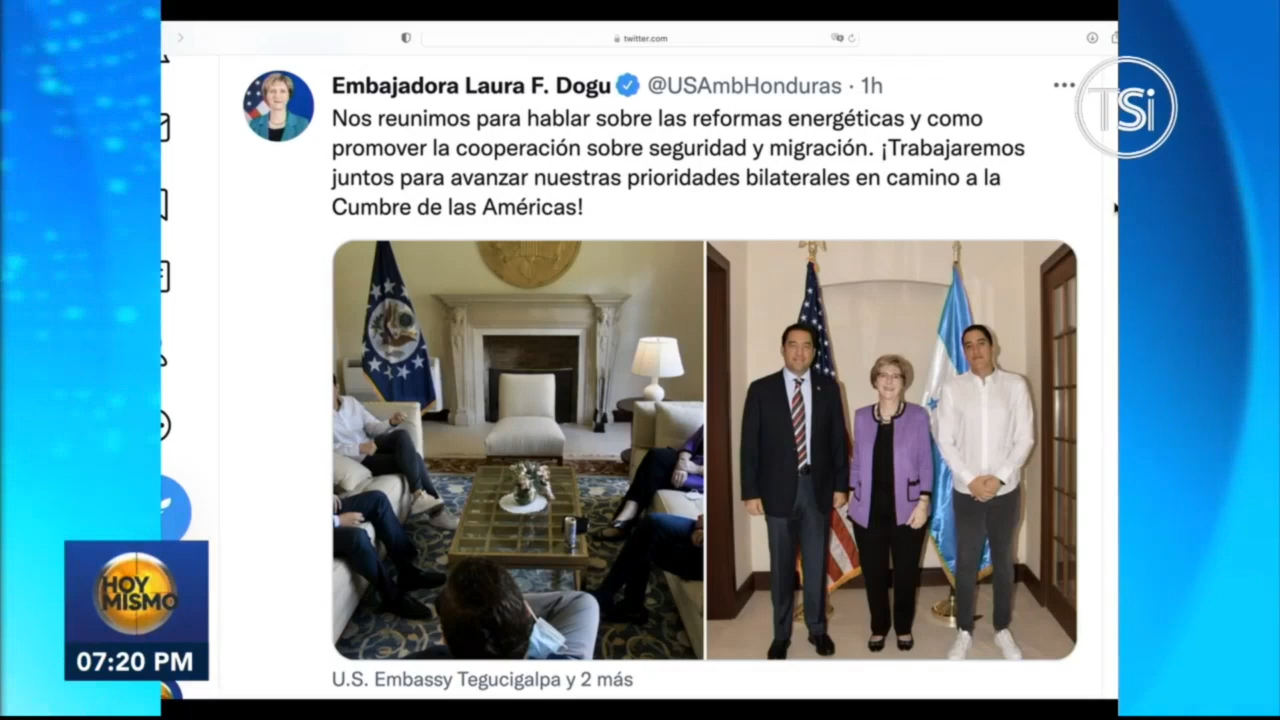 twitter.com
Embajadora Laura F. Dogu @USAmbHonduras · 1h
Nos reunimos para hablar sobre las reformas energéticas y como
promover la cooperación sobre seguridad y migración. ¡Trabajaremos
juntos para avanzar nuestras prioridades bilaterales en camino a la
Cumbre de las Américas!
U.S. Embassy Tegucigalpa y 2 más
TSi
HOY
MISMO
07:20 PM